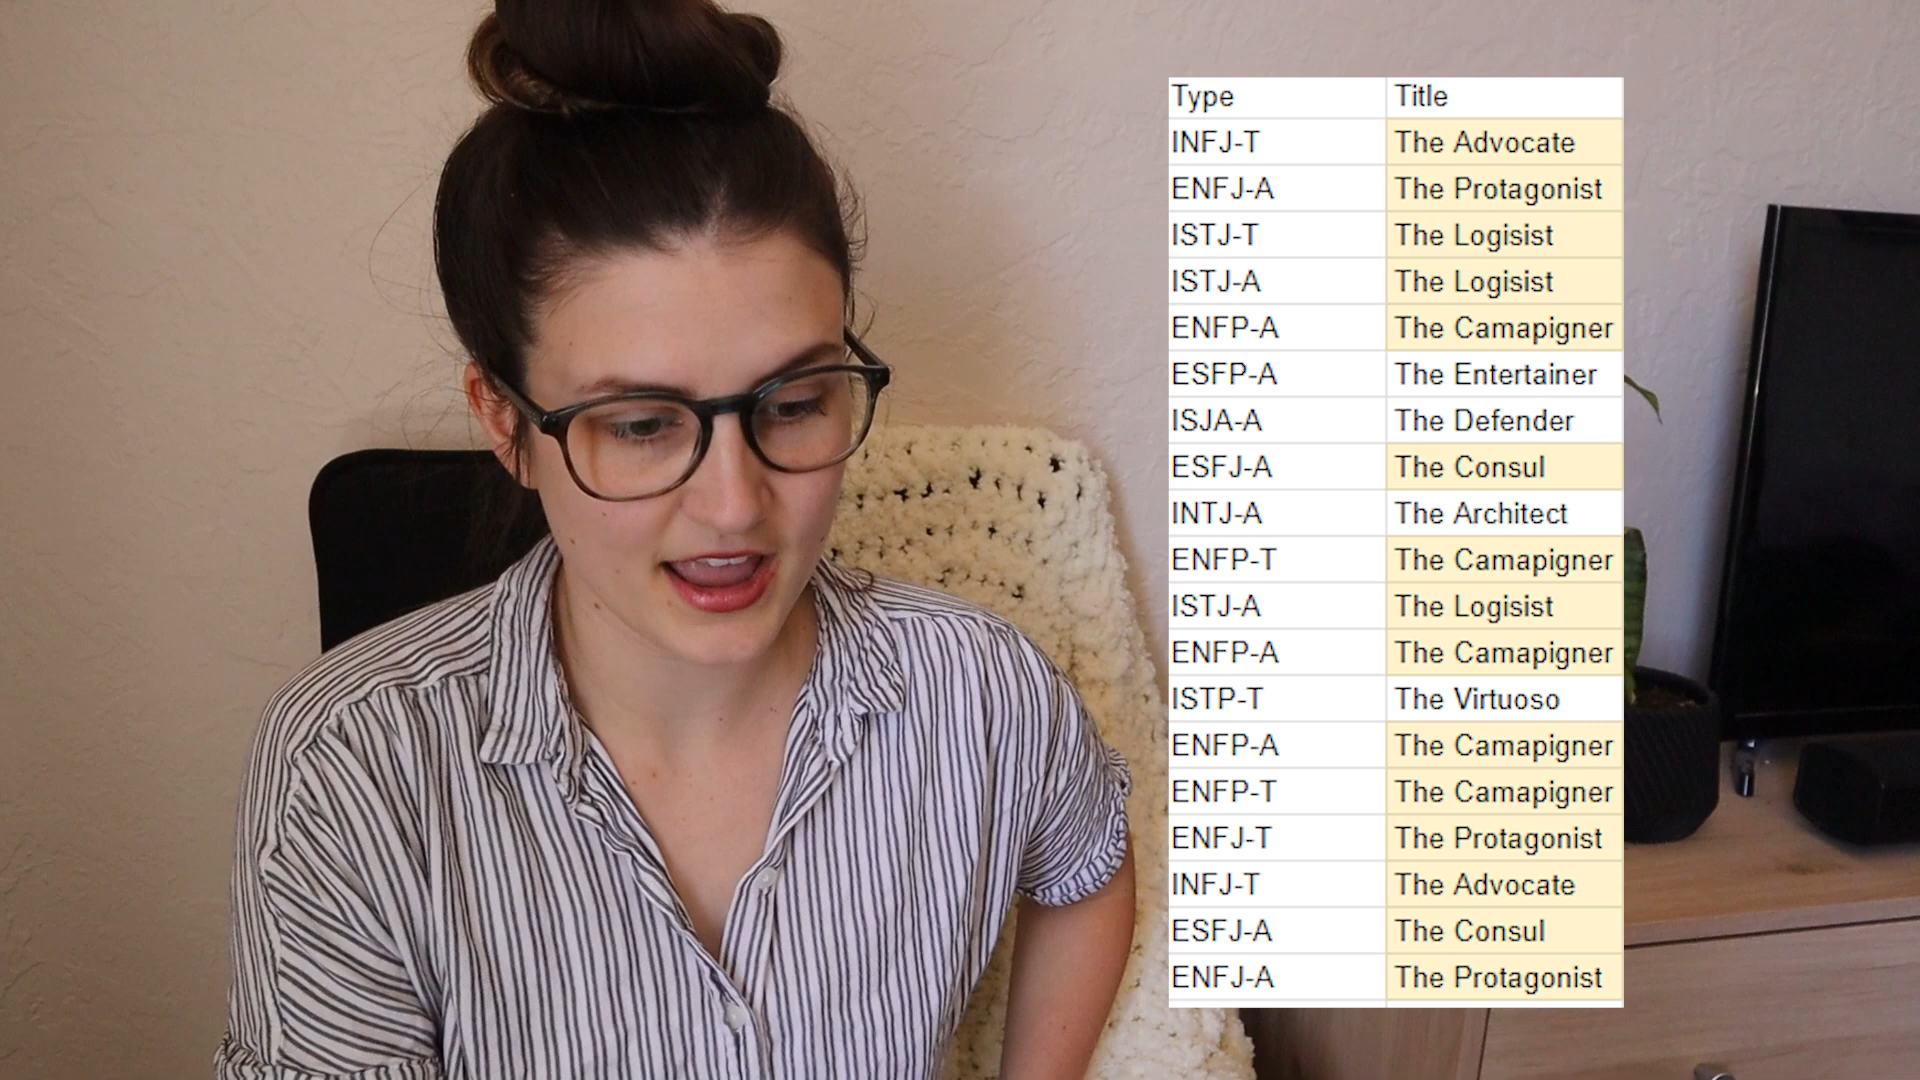 Type Title
INFJ-T The Advocate
ENFJ-A The Protagonist
ISTJ-T The Logisist
ISTJ-A The Logisist
ENFP-A The Camapigner
ESFP-A The Entertainer
ISJA-A The Defender
ESFJ-A The Consul
INTJ-A The Architect
ENFP-T The Camapigner
ISTJ-A The Logisist
ENFP-A The Camapigner
ISTP-T The Virtuoso
ENFP-A The Camapigner
ENFP-T The Camapigner
ENFJ-T The Protagonist
INFJ-T The Advocate
ESFJ-A The Consul
ENFJ-A The Protagonist